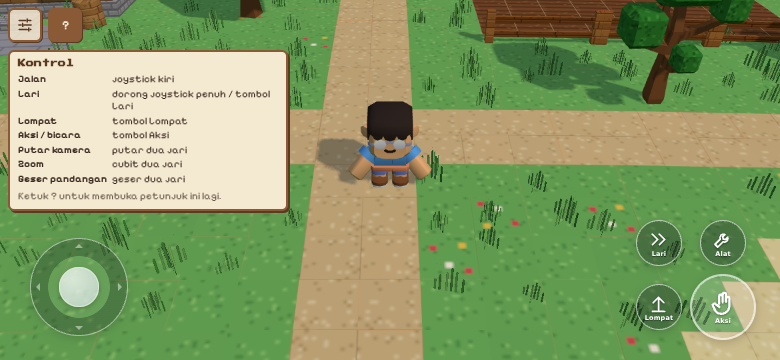 ?
Kontrol
Jalan joystick kiri
Lari dorong joystick penuh / tombol
Lari
Lompat tombol Lompat
Aksi / bicara tombol Aksi
Putar kamera putar dua jari
Zoom cubit dua jari
Geser pandangan geser dua jari
Ketuk ? untuk membuka petunjuk ini lagi.
Lari
Alat
Lompat
Aksi